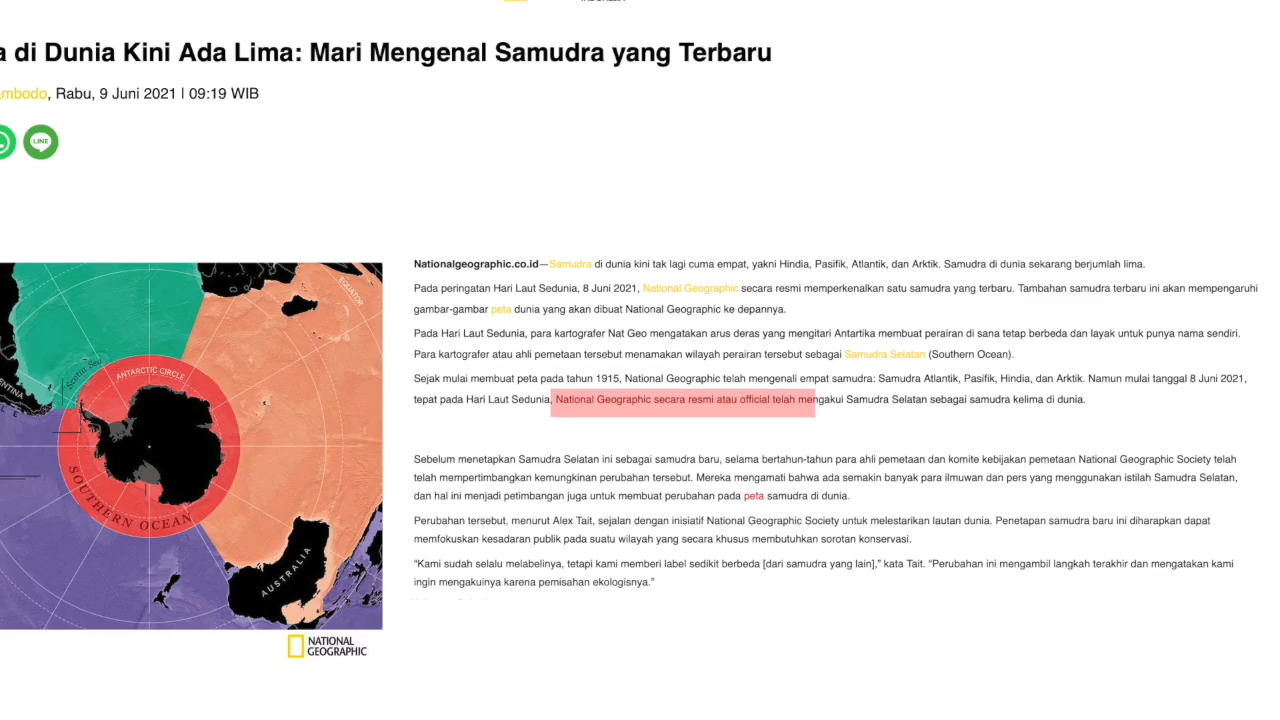 a di Dunia Kini Ada Lima: Mari Mengenal Samudra yang Terbaru
mbodo, Rabu, 9 Juni 2021 | 09:19 WIB
LINE
Nationalgeographic.co.id—Samudra di dunia kini tak lagi cuma empat, yakni Hindia, Pasifik, Atlantik, dan Arktik. Samudra di dunia sekarang berjumlah lima.
Pada peringatan Hari Laut Sedunia, 8 Juni 2021, National Geographic secara resmi memperkenalkan satu samudra yang terbaru. Tambahan samudra terbaru ini akan mempengaruhi
gambar-gambar peta dunia yang akan dibuat National Geographic ke depannya.
Pada Hari Laut Sedunia, para kartografer Nat Geo mengatakan arus deras yang mengitari Antartika membuat perairan di sana tetap berbeda dan layak untuk punya nama sendiri.
Para kartografer atau ahli pemetaan tersebut menamakan wilayah perairan tersebut sebagai Samudra Selatan (Southern Ocean).
Sejak mulai membuat peta pada tahun 1915, National Geographic telah mengenali empat samudra: Samudra Atlantik, Pasifik, Hindia, dan Arktik. Namun mulai tanggal 8 Juni 2021,
tepat pada Hari Laut Sedunia, National Geographic secara resmi atau official telah mengakui Samudra Selatan sebagai samudra kelima di dunia.
Sebelum menetapkan Samudra Selatan ini sebagai samudra baru, selama bertahun-tahun para ahli pemetaan dan komite kebijakan pemetaan National Geographic Society telah
telah mempertimbangkan kemungkinan perubahan tersebut. Mereka mengamati bahwa ada semakin banyak para ilmuwan dan pers yang menggunakan istilah Samudra Selatan,
dan hal ini menjadi petimbangan juga untuk membuat perubahan pada peta samudra di dunia.
Perubahan tersebut, menurut Alex Tait, sejalan dengan inisiatif National Geographic Society untuk melestarikan lautan dunia. Penetapan samudra baru ini diharapkan dapat
memfokuskan kesadaran publik pada suatu wilayah yang secara khusus membutuhkan sorotan konservasi.
“Kami sudah selalu melabelinya, tetapi kami memberi label sedikit berbeda [dari samudra yang lain],” kata Tait. “Perubahan ini mengambil langkah terakhir dan mengatakan kami
ingin mengakuinya karena pemisahan ekologisnya.”
EQUATOR
Scotia Sea
ANTARCTIC CIRCLE
ENTINA
L E
SOUTHERN OCEAN
AUSTRALIA
NATIONAL
GEOGRAPHIC